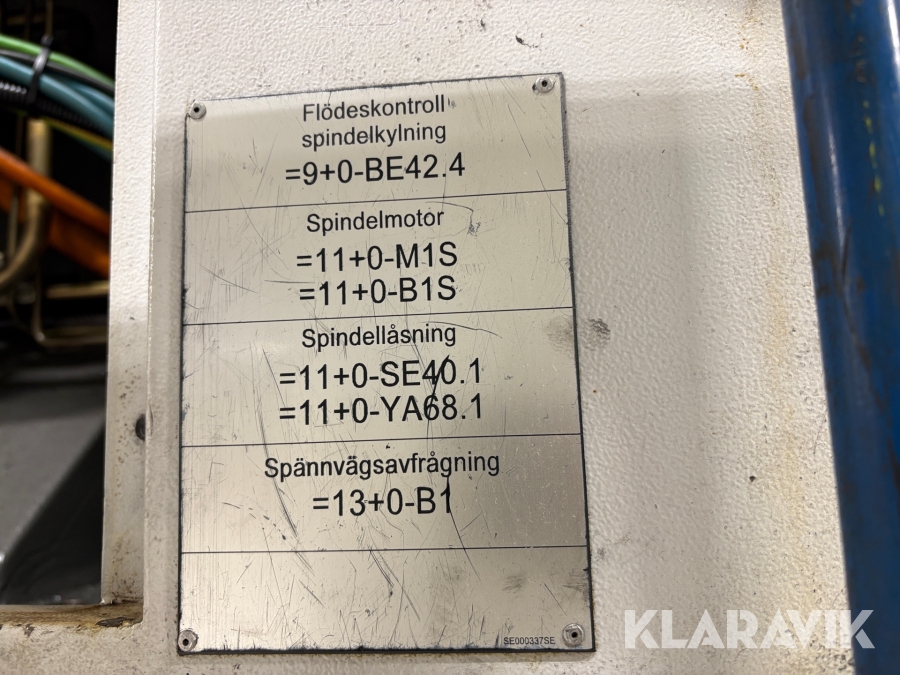 Flödeskontroll
spindelkylning
=9+0-BE42.4
Spindelmotor
=11+0-M1S
=11+0-B1S
Spindellåsning
=11+0-SE40.1
=11+0-YA68.1
Spännvägsavfrågning
=13+0-B1
SE000337SE
KLARAVIK